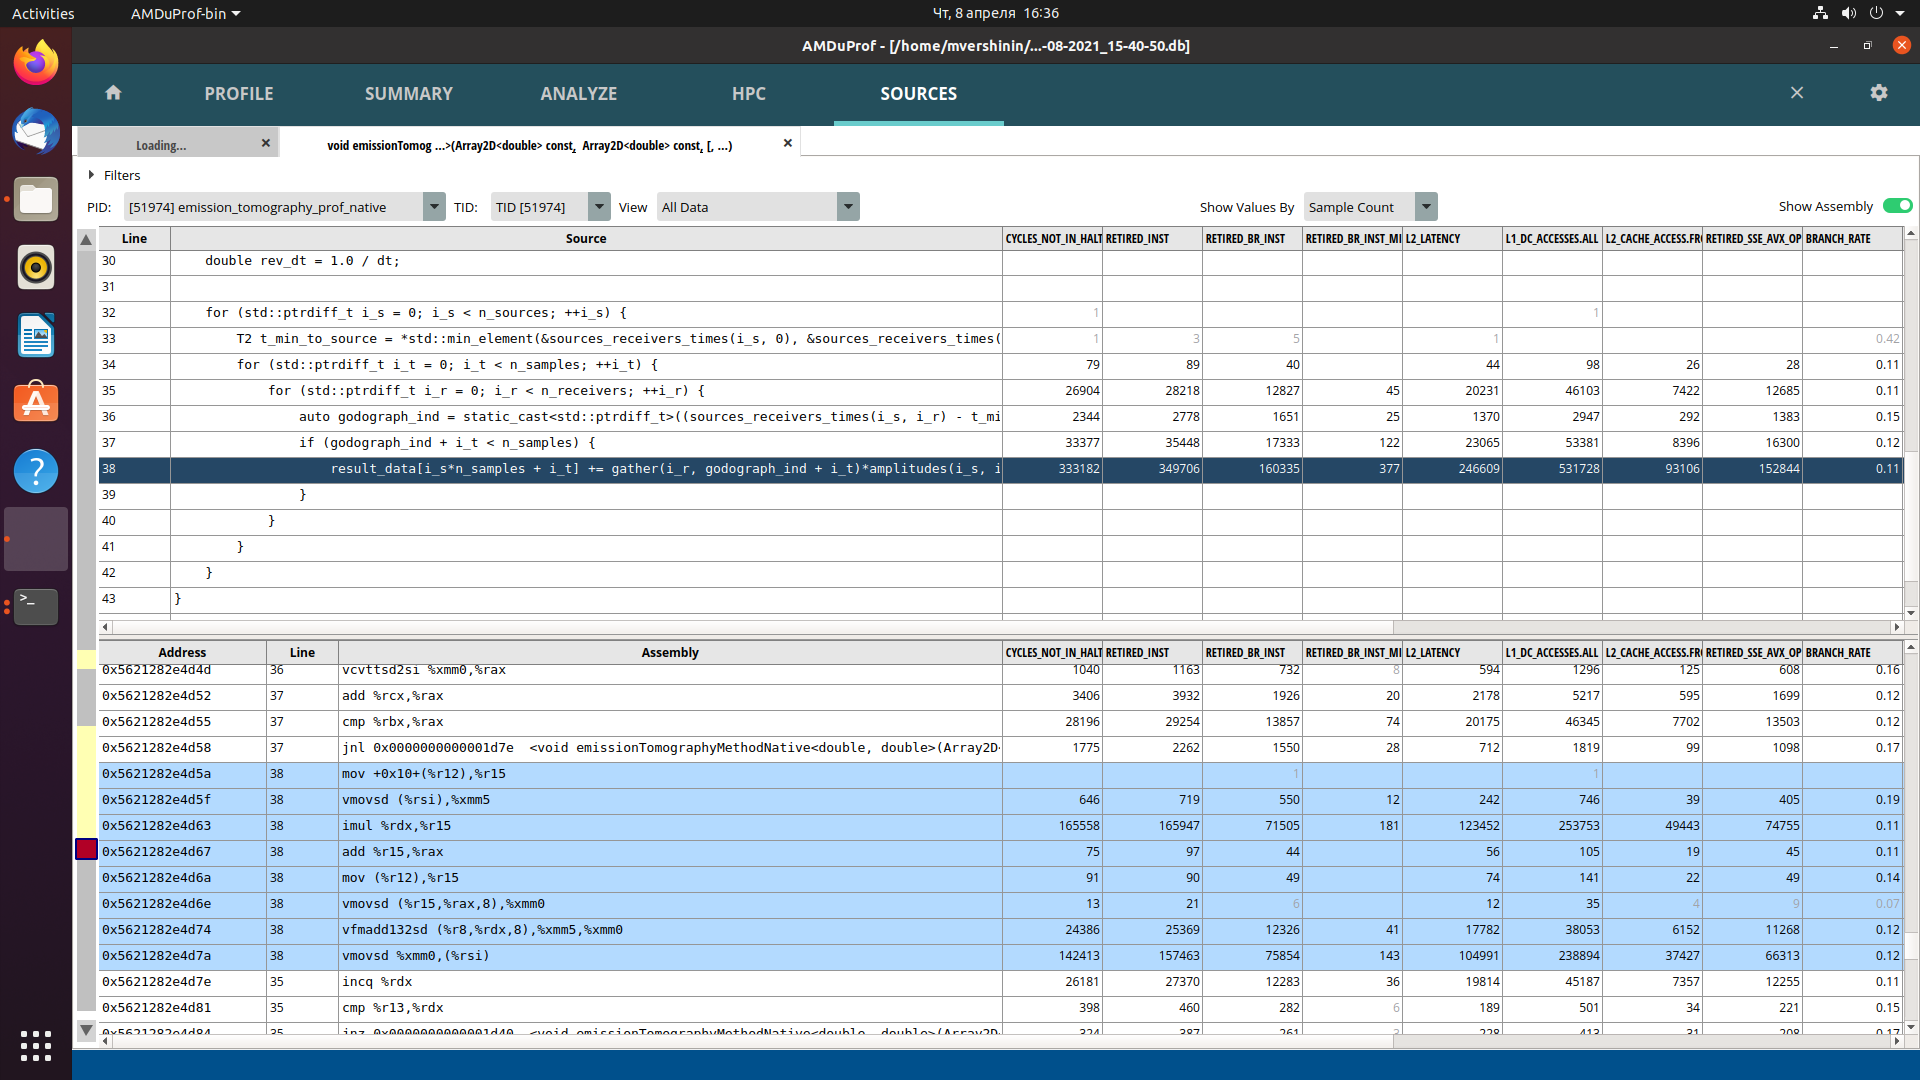 Activities AMDuProf-bin Чт, 8 апреля 16:36
AMDuProf - [/home/mvershinin/...-08-2021_15-40-50.db]
PROFILE SUMMARY ANALYZE HPC SOURCES
Loading... void emissionTomog ...>(Array2D<double> const, Array2D<double> const, [, ...)
Filters
PID: [51974] emission_tomography_prof_native TID: TID [51974] View All Data Show Values By Sample Count Show Assembly
Line Source CYCLES_NOT_IN_HALT RETIRED_INST RETIRED_BR_INST RETIRED_BR_INST_MI L2_LATENCY L1_DC_ACCESSES.ALL L2_CACHE_ACCESS.FRO RETIRED_SSE_AVX_OP BRANCH_RATE
30 double rev_dt = 1.0 / dt;
31
32 for (std::ptrdiff_t i_s = 0; i_s < n_sources; ++i_s) { 1 1
33 T2 t_min_to_source = *std::min_element(&sources_receivers_times(i_s, 0), &sources_receivers_times( 1 3 5 1 0.42
34 for (std::ptrdiff_t i_t = 0; i_t < n_samples; ++i_t) { 79 89 40 44 98 26 28 0.11
35 for (std::ptrdiff_t i_r = 0; i_r < n_receivers; ++i_r) { 26904 28218 12827 45 20231 46103 7422 12685 0.11
36 auto godograph_ind = static_cast<std::ptrdiff_t>((sources_receivers_times(i_s, i_r) - t_mi 2344 2778 1651 25 1370 2947 292 1383 0.15
37 if (godograph_ind + i_t < n_samples) { 33377 35448 17333 122 23065 53381 8396 16300 0.12
38 result_data[i_s*n_samples + i_t] += gather(i_r, godograph_ind + i_t)*amplitudes(i_s, i 333182 349706 160335 377 246609 531728 93106 152844 0.11
39 }
40 }
41 }
42 }
43 }
Address Line Assembly CYCLES_NOT_IN_HALT RETIRED_INST RETIRED_BR_INST RETIRED_BR_INST_MI L2_LATENCY L1_DC_ACCESSES.ALL L2_CACHE_ACCESS.FRO RETIRED_SSE_AVX_OP BRANCH_RATE
0x5621282e4d4d 36 vcvttsd2si %xmm0,%rax 1040 1163 732 8 594 1296 125 608 0.16
0x5621282e4d52 37 add %rcx,%rax 3406 3932 1926 20 2178 5217 595 1699 0.12
0x5621282e4d55 37 cmp %rbx,%rax 28196 29254 13857 74 20175 46345 7702 13503 0.12
0x5621282e4d58 37 jnl 0x0000000000001d7e <void emissionTomographyMethodNative<double, double>(Array2D< 1775 2262 1550 28 712 1819 99 1098 0.17
0x5621282e4d5a 38 mov +0x10+(%r12),%r15 1 1
0x5621282e4d5f 38 vmovsd (%rsi),%xmm5 646 719 550 12 242 746 39 405 0.19
0x5621282e4d63 38 imul %rdx,%r15 165558 165947 71505 181 123452 253753 49443 74755 0.11
0x5621282e4d67 38 add %r15,%rax 75 97 44 56 105 19 45 0.11
0x5621282e4d6a 38 mov (%r12),%r15 91 90 49 74 141 22 49 0.14
0x5621282e4d6e 38 vmovsd (%r15,%rax,8),%xmm0 13 21 6 12 35 4 9 0.07
0x5621282e4d74 38 vfmadd132sd (%r8,%rdx,8),%xmm5,%xmm0 24386 25369 12326 41 17782 38053 6152 11268 0.12
0x5621282e4d7a 38 vmovsd %xmm0,(%rsi) 142413 157463 75854 143 104991 238894 37427 66313 0.12
0x5621282e4d7e 35 incq %rdx 26181 27370 12283 36 19814 45187 7357 12255 0.11
0x5621282e4d81 35 cmp %r13,%rdx 398 460 282 6 189 501 34 221 0.15
0x5621282e4d84 35 jnz 0x0000000000001d40 <void emissionTomographyMethodNative<double, double>(Array2D< 324 387 261 3 228 413 31 208 0.17